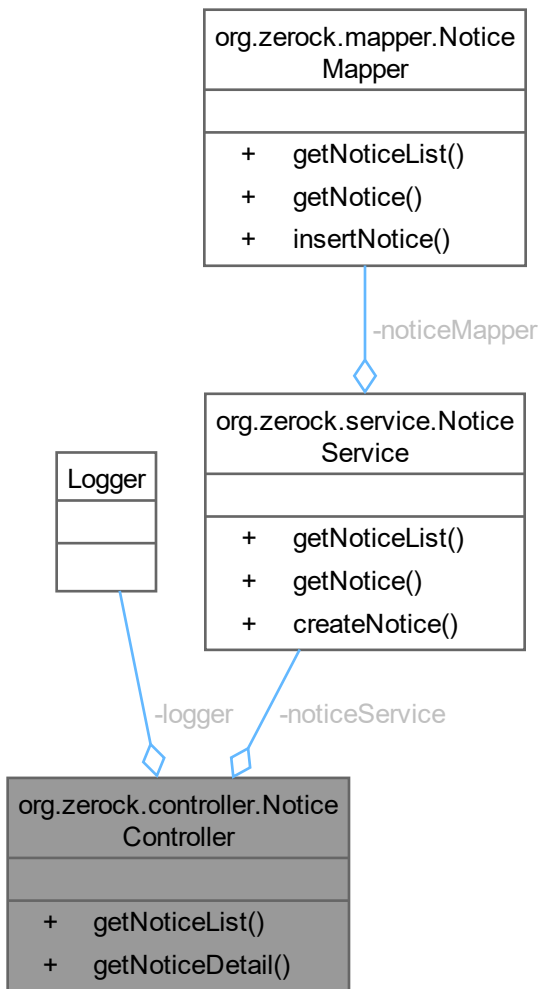 org.zerock.mapper.Notice
Mapper
+ getNoticeList()
+ getNotice()
+ insertNotice()
-noticeMapper
org.zerock.service.Notice
Service
+ getNoticeList()
+ getNotice()
+ createNotice()
Logger
-logger
-noticeService
org.zerock.controller.Notice
Controller
+ getNoticeList()
+ getNoticeDetail()